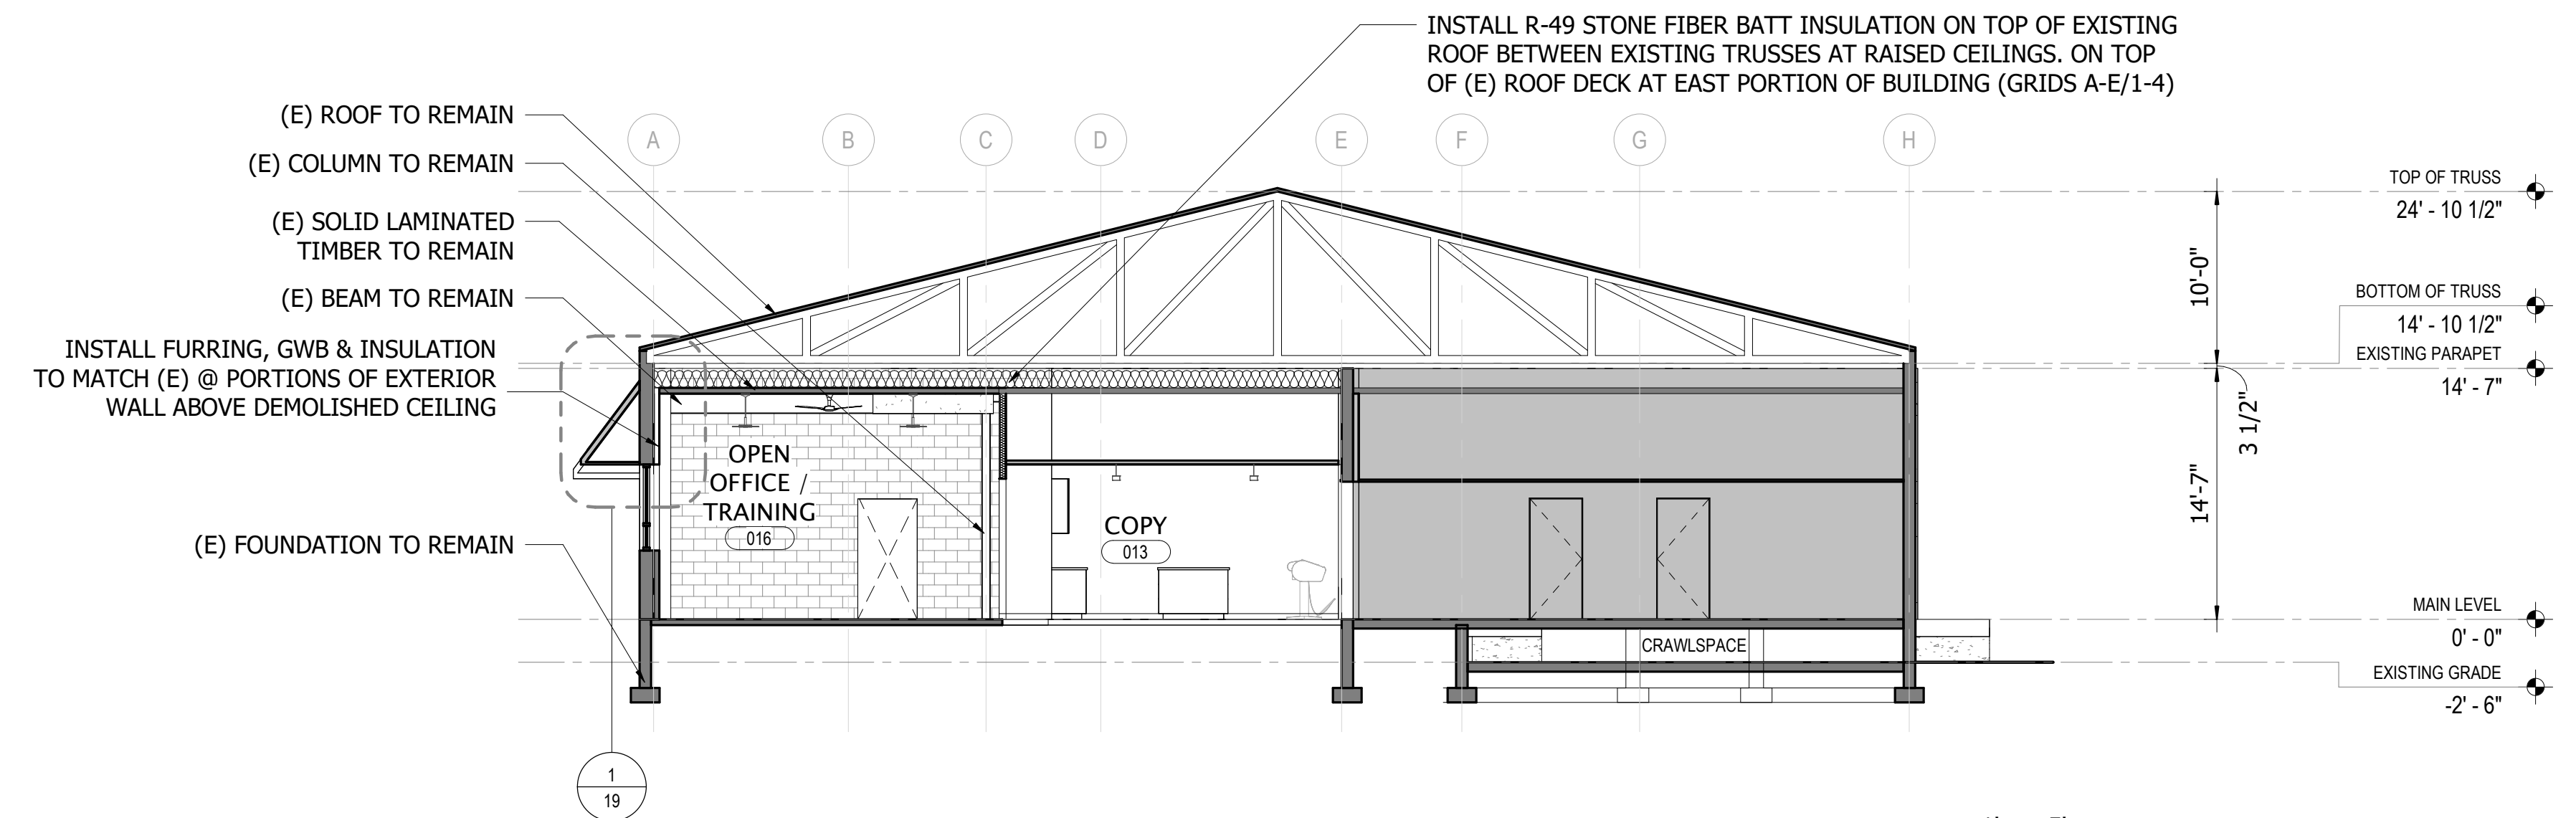 INSTALL R-49 STONE FIBER BATT INSULATION ON TOP OF EXISTING
ROOF BETWEEN EXISTING TRUSSES AT RAISED CEILINGS. ON TOP
OF (E) ROOF DECK AT EAST PORTION OF BUILDING (GRIDS A-E/1-4)
(E) ROOF TO REMAIN
(E) COLUMN TO REMAIN
(E) SOLID LAMINATED
TIMBER TO REMAIN
(E) BEAM TO REMAIN
INSTALL FURRING, GWB & INSULATION
TO MATCH (E) @ PORTIONS OF EXTERIOR
WALL ABOVE DEMOLISHED CEILING
(E) FOUNDATION TO REMAIN
A
B
C
D
E
F
G
H
OPEN
OFFICE /
TRAINING
016
COPY
013
CRAWLSPACE
1
19
10'-0"
3 1/2"
14'-7"
TOP OF TRUSS
24' - 10 1/2"
BOTTOM OF TRUSS
14' - 10 1/2"
EXISTING PARAPET
14' - 7"
MAIN LEVEL
0' - 0"
EXISTING GRADE
-2' - 6"